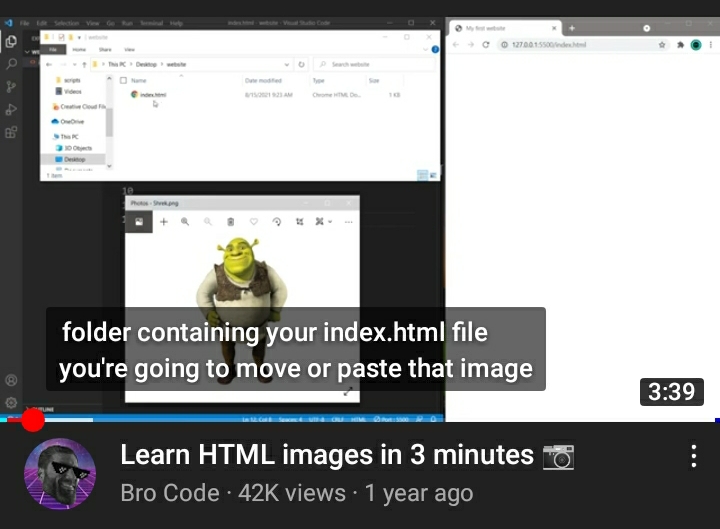 File Edit Selection View Go Run Terminal Help
index.html - website - Visual Studio Code
website
File Home Share View
This PC Desktop website
Search website
Name Date modified Type Size
index.html 8/15/2021 9:23 AM Chrome HTML Do... 1 KB
scripts
Videos
Creative Cloud File
OneDrive
This PC
3D Objects
Desktop
1 item
My first website
127.0.0.1:5500/index.html
10
Photos - Shrek.png
folder containing your index.html file
you're going to move or paste that image
3:39
Learn HTML images in 3 minutes 📷
Bro Code · 42K views · 1 year ago